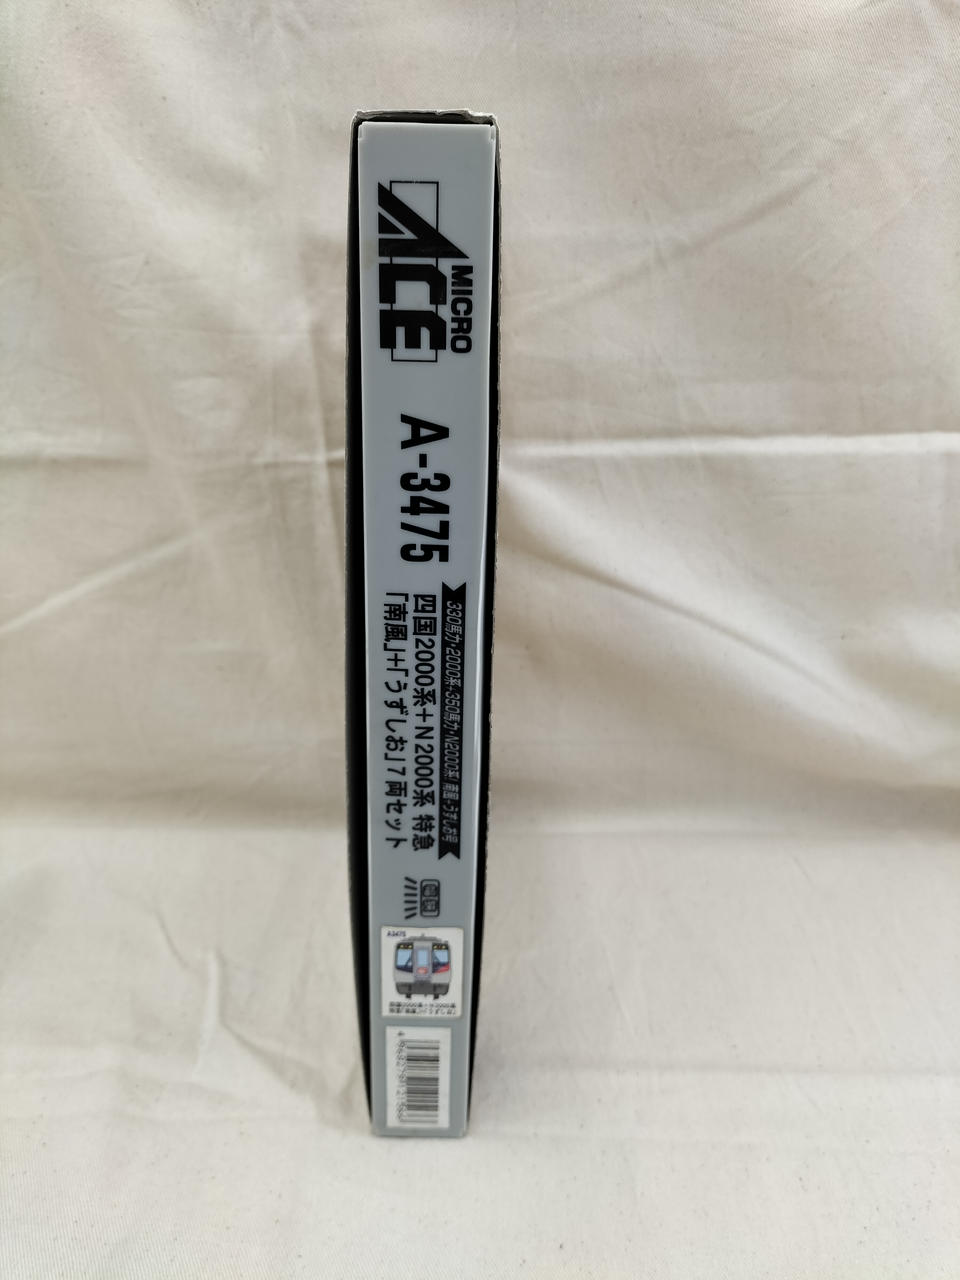 MICRO
ACE
A-3475
330馬力・2000系+350馬力・N2000系! 南風+うずしお号
四国2000系+N2000系 特急
「南風」+「うずしお」7両セット
A3475